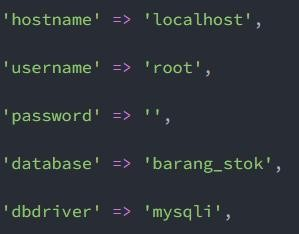 'hostname' => 'localhost',
'username' => 'root',
'password' => '',
'database' => 'barang_stok',
'dbdriver' => 'mysqli',